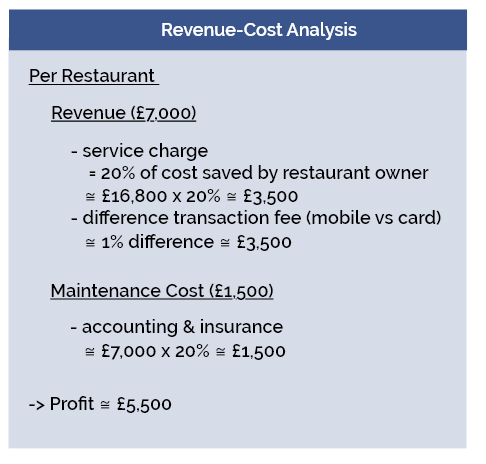 Revenue-Cost Analysis
Per Restaurant
Revenue (£7,000)
- service charge
= 20% of cost saved by restaurant owner
≅ £16,800 x 20% ≅ £3,500
- difference transaction fee (mobile vs card)
≅ 1% difference ≅ £3,500
Maintenance Cost (£1,500)
- accounting & insurance
≅ £7,000 x 20% ≅ £1,500
-> Profit ≅ £5,500